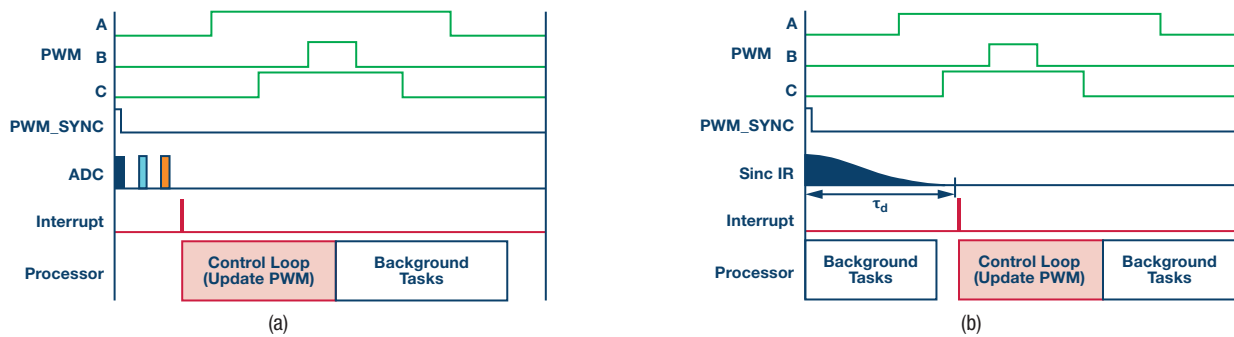 A
PWM B
C
PWM_SYNC
ADC
Interrupt
Processor
Control Loop
(Update PWM)
Background
Tasks
(a)
A
PWM B
C
PWM_SYNC
Sinc IR
τd
Interrupt
Processor
Background
Tasks
Control Loop
(Update PWM)
Background
Tasks
(b)